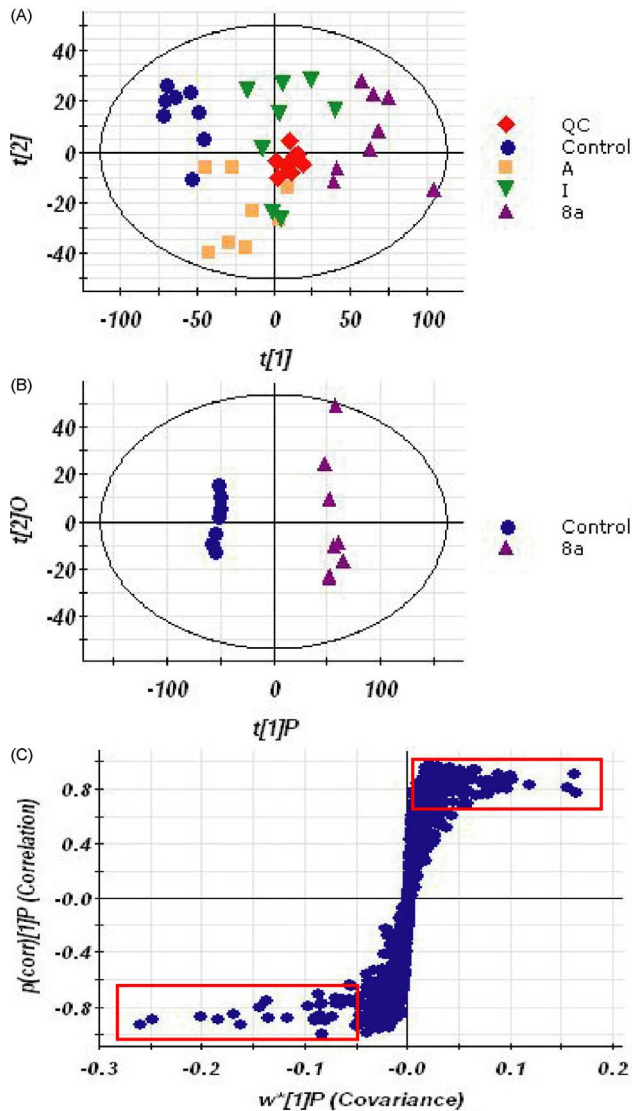 (A)
40
20
0
-20
-40
t[2]
-100
-50
0
50
100
t[1]
QC
Control
A
I
8a
(B)
40
20
0
-20
-40
t[2]O
-100
0
100
t[1]P
Control
8a
(C)
0.8
0.4
-0.0
-0.4
-0.8
p(corr)[1]P (Correlation)
-0.3
-0.2
-0.1
-0.0
0.1
0.2
w*[1]P (Covariance)